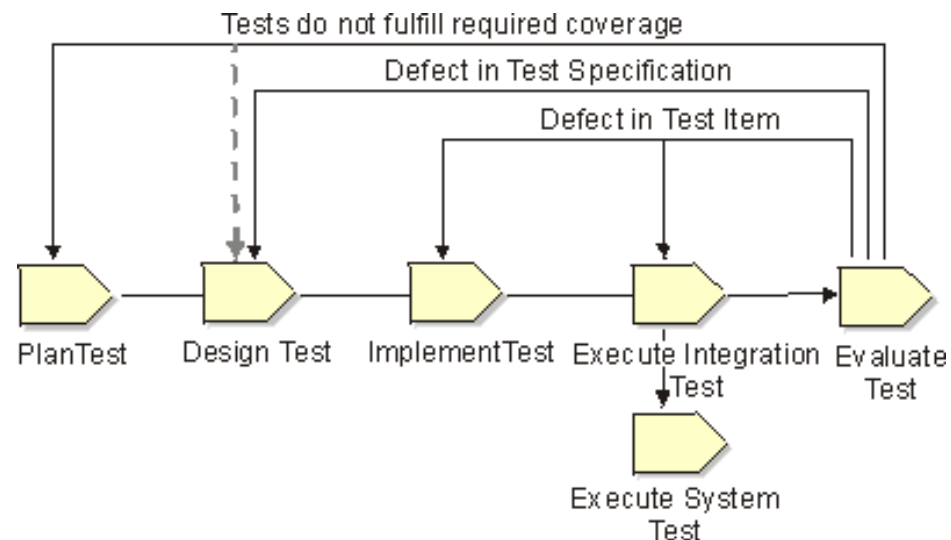 Tests do not fulfill required coverage
Defect in Test Specification
Defect in Test Item
PlanTest
Design Test
ImplementTest
Execute Integration
Test
Evaluate
Test
Execute System
Test